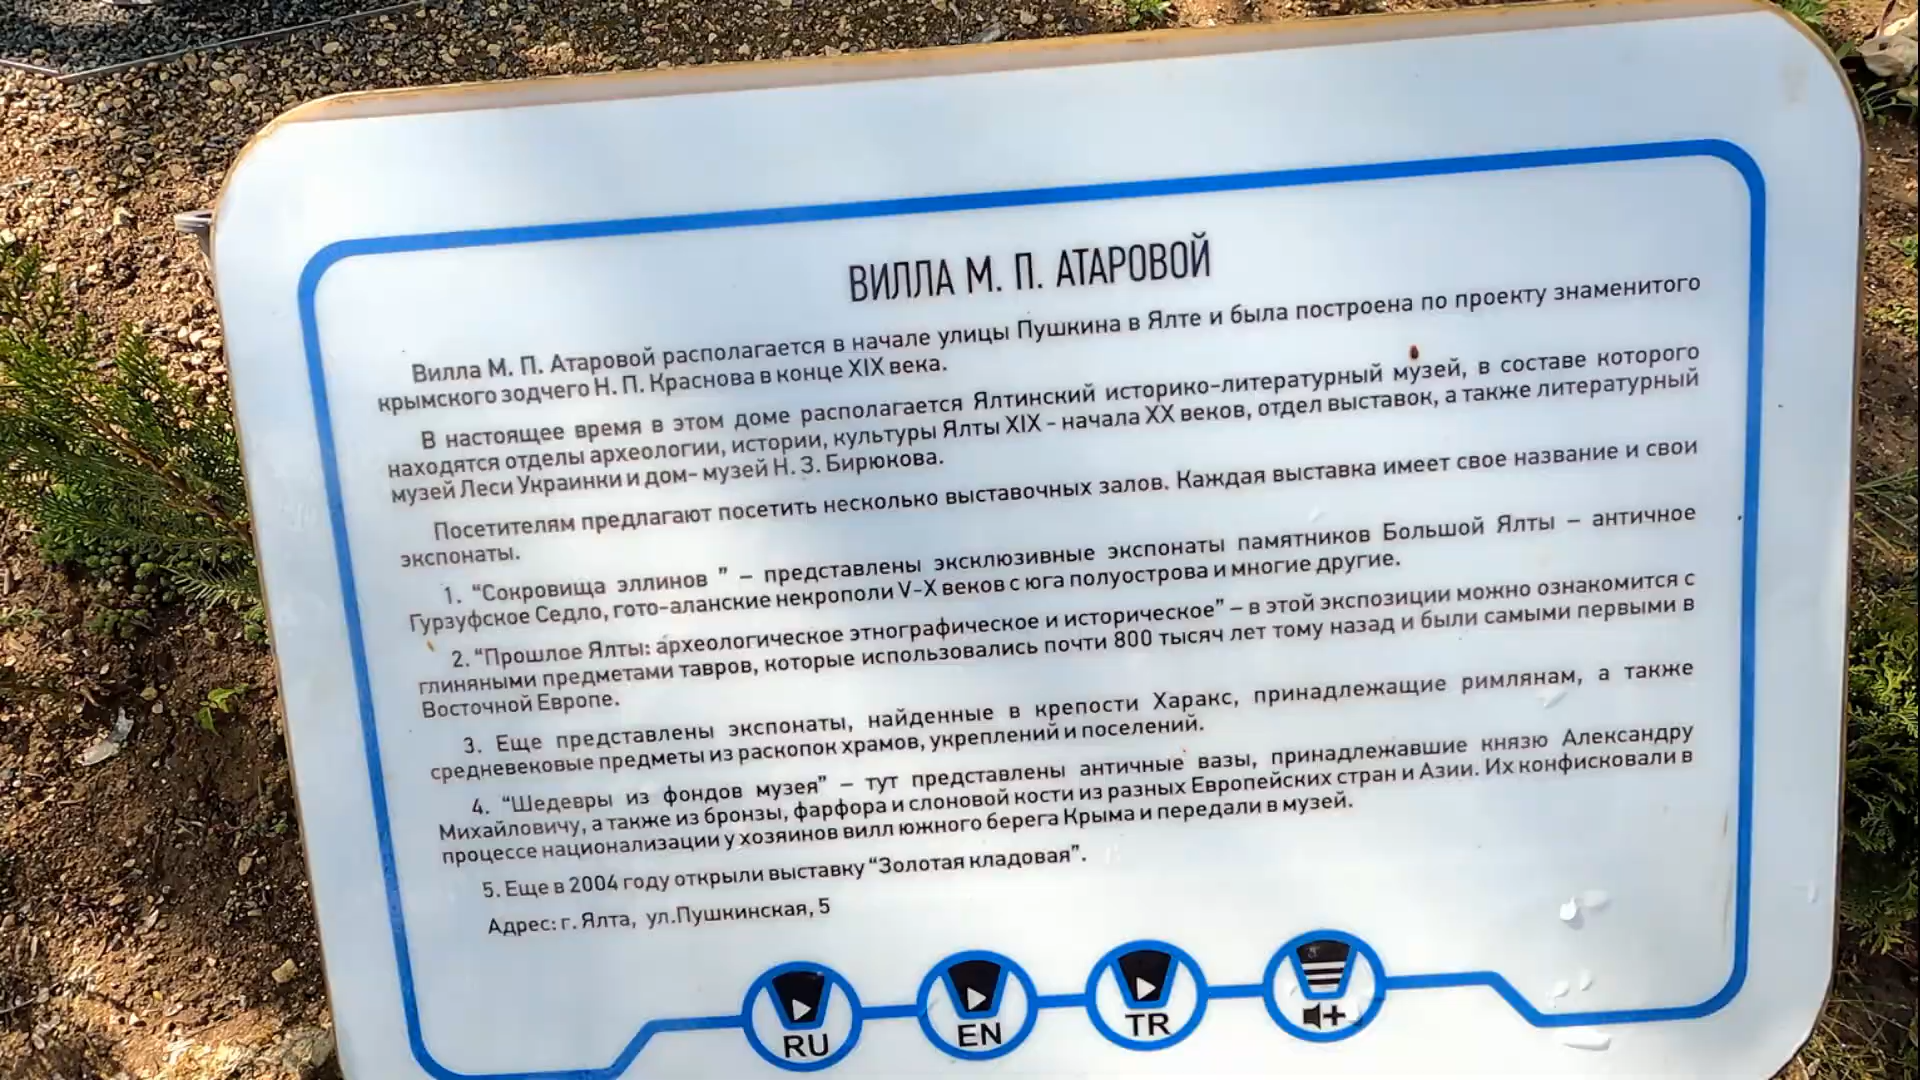 ВИЛЛА М. П. АТАРОВОЙ
Вилла М. П. Атаровой располагается в начале улицы Пушкина в Ялте и была построена по проекту знаменитого
крымского зодчего Н. П. Краснова в конце XIX века.
В настоящее время в этом доме располагается Ялтинский историко-литературный музей, в составе которого
находятся отделы археологии, истории, культуры Ялты XIX - начала XX веков, отдел выставок, а также литературный
музей Леси Украинки и дом- музей Н. З. Бирюкова.
Посетителям предлагают посетить несколько выставочных залов. Каждая выставка имеет свое название и свои
экспонаты.
1. “Сокровища эллинов ” – представлены эксклюзивные экспонаты памятников Большой Ялты – античное
Гурзуфское Седло, гото-аланские некрополи V-X веков с юга полуострова и многие другие.
2. “Прошлое Ялты: археологическое этнографическое и историческое” – в этой экспозиции можно ознакомится с
глиняными предметами тавров, которые использовались почти 800 тысяч лет тому назад и были самыми первыми в
Восточной Европе.
3. Еще представлены экспонаты, найденные в крепости Харакс, принадлежащие римлянам, а также
средневековые предметы из раскопок храмов, укреплений и поселений.
4. “Шедевры из фондов музея” – тут представлены античные вазы, принадлежавшие князю Александру
Михайловичу, а также из бронзы, фарфора и слоновой кости из разных Европейских стран и Азии. Их конфисковали в
процессе национализации у хозяинов вилл южного берега Крыма и передали в музей.
5. Еще в 2004 году открыли выставку “Золотая кладовая”.
Адрес: г. Ялта, ул.Пушкинская, 5
RU EN TR